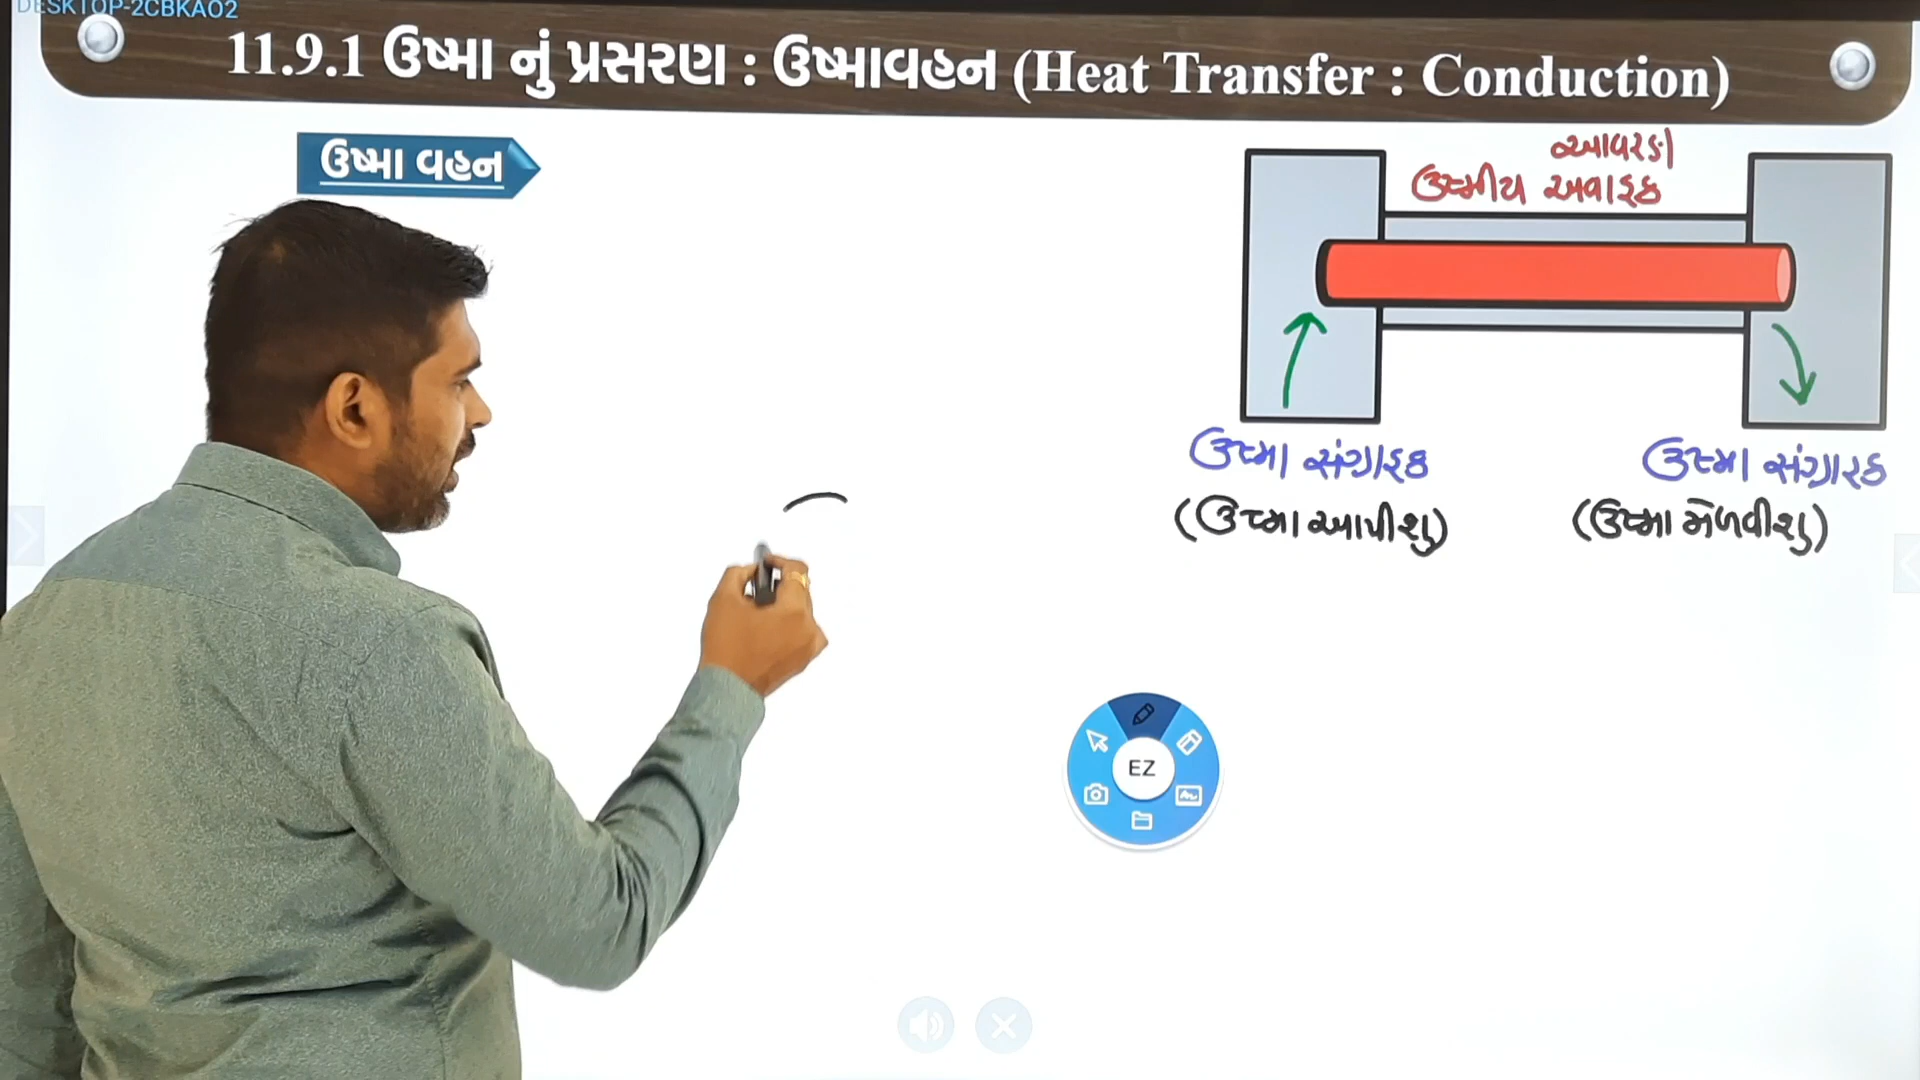 DESKTOP-2CBKAO2
11.9.1 ઉષ્મા નું પ્રસરણ : ઉષ્માવહન (Heat Transfer : Conduction)
ઉષ્મા વહન
આવરણ
ઉષ્મીય અવાહક
ઉષ્મા સંગ્રાહક
ઉષ્મા સંગ્રાહક
(ઉષ્મા આપીશુ)
(ઉષ્મા મેળવીશુ)
EZ